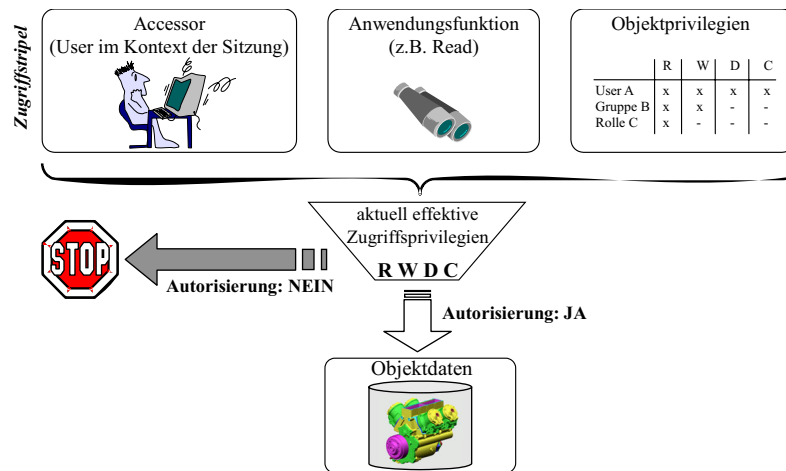 Zugriffstripel
Accessor
(User im Kontext der Sitzung)
Anwendungsfunktion
(z.B. Read)
Objektprivilegien
R W D C
User A x x x x
Gruppe B x x - -
Rolle C x - - -
aktuell effektive
Zugriffsprivilegien
R W D C
STOP
Autorisierung: NEIN
Autorisierung: JA
Objektdaten